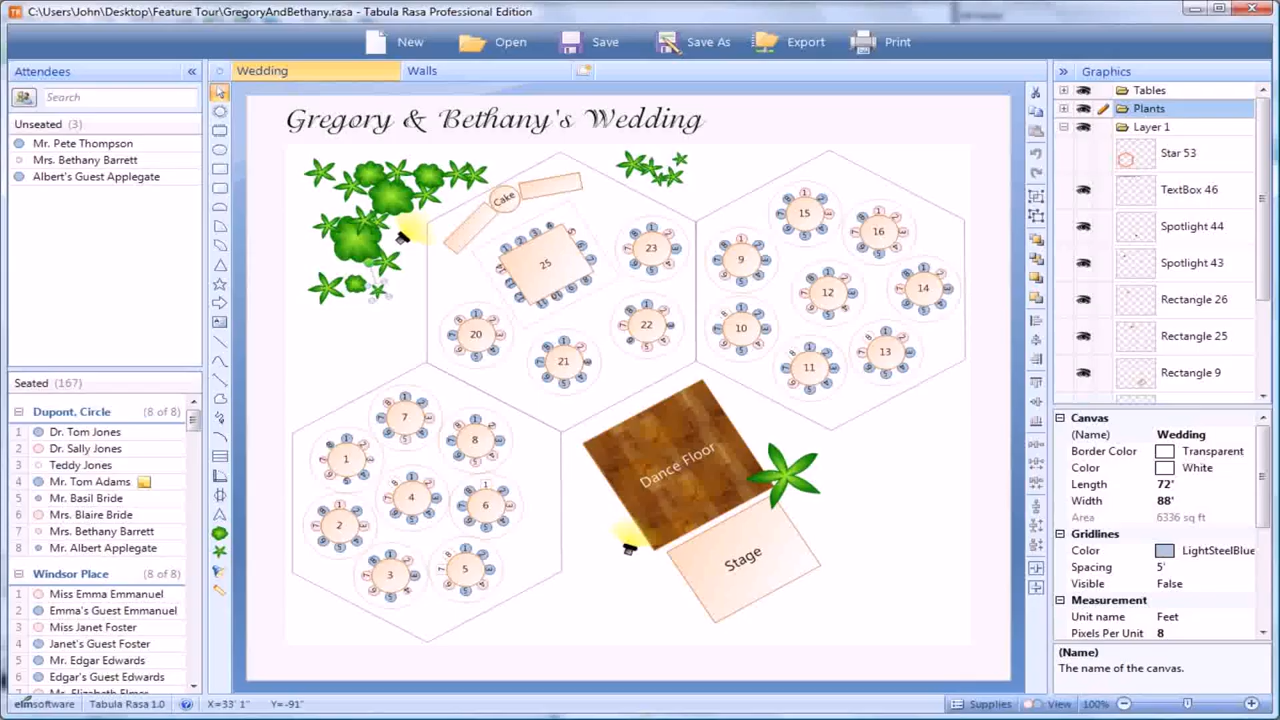 C:\Users\John\Desktop\Feature Tour\GregoryAndBethany.rasa - Tabula Rasa Professional Edition
New Open Save Save As Export Print
Attendees «
Search
Unseated (3)
Mr. Pete Thompson
Mrs. Bethany Barrett
Albert's Guest Applegate
Seated (167)
Dupont, Circle (8 of 8)
1 Dr. Tom Jones
2 Dr. Sally Jones
3 Teddy Jones
4 Mr. Tom Adams
5 Mr. Basil Bride
6 Mrs. Blaire Bride
7 Mrs. Bethany Barrett
8 Mr. Albert Applegate
Windsor Place (8 of 8)
1 Miss Emma Emmanuel
2 Emma's Guest Emmanuel
3 Miss Janet Foster
4 Janet's Guest Foster
5 Mr. Edgar Edwards
6 Edgar's Guest Edwards
7 Mr. Elizabeth Elmer
Wedding Walls
Gregory & Bethany's Wedding
Cake
15
16
23
9
25
14
12
22
10
20
13
21
11
7
8
1
4
6
2
5
3
Dance Floor
Stage
» Graphics
Tables
Plants
Layer 1
Star 53
TextBox 46
Spotlight 44
Spotlight 43
Rectangle 26
Rectangle 25
Rectangle 9
Canvas
(Name) Wedding
Border Color Transparent
Color White
Length 72'
Width 88'
Area 6336 sq ft
Gridlines
Color LightSteelBlue
Spacing 5'
Visible False
Measurement
Unit name Feet
Pixels Per Unit 8
(Name)
The name of the canvas.
elmsoftware Tabula Rasa 1.0 X=33' 1" Y=-91" Supplies View 100%